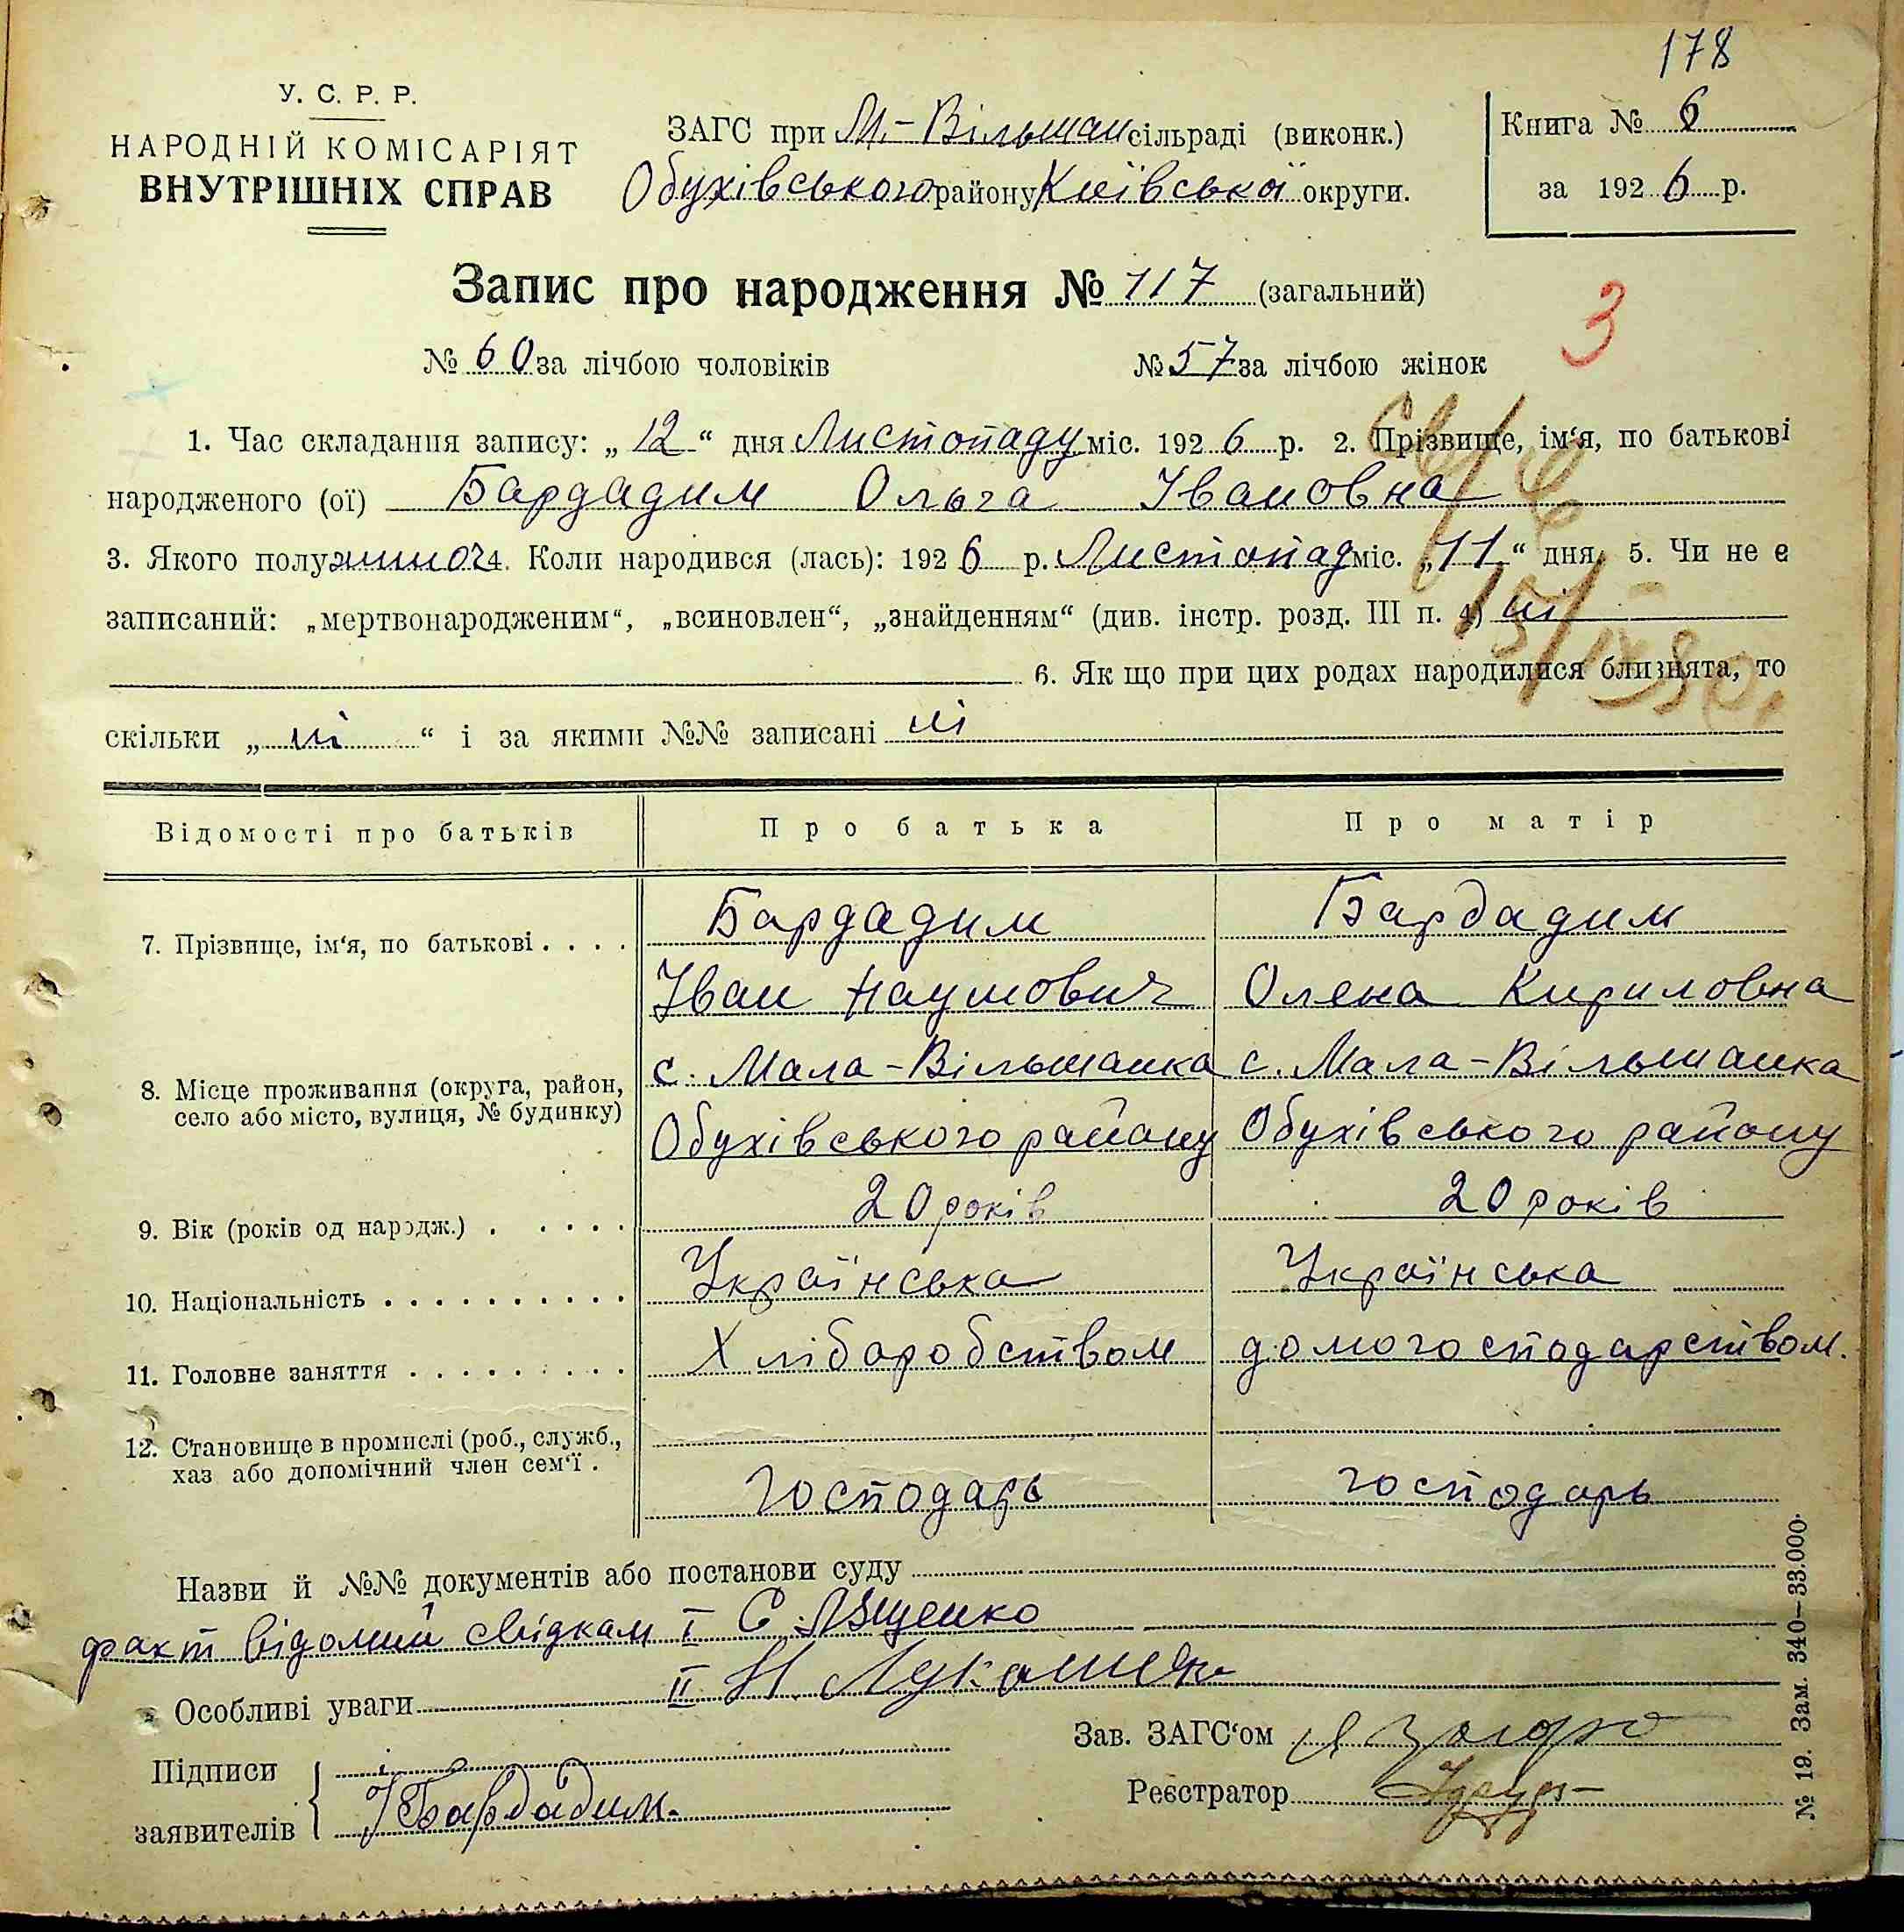 178
У. С. Р. Р.
НАРОДНІЙ КОМІСАРІЯТ
ВНУТРІШНІХ СПРАВ
ЗАГС при М.-Вільшан сільраді (виконк.)
Обухівського району Київської округи.
Книга № 6
за 1926 р.
Запис про народження № 117 (загальний)
3
№ 60 за лічбою чоловіків № 57 за лічбою жінок
1. Час складання запису: „12“ дня Листопаду міс. 1926 р. 2. Прізвище, ім‘я, по батькові
народженого (ої) Бардадим Ольга Івановна
3. Якого полу жиноч 4. Коли народився (лась): 1926 р. Листопад міс. „11“ дня, 5. Чи не є
записаний: „мертвонародженим“, „всиновлен“, „знайденням“ (див. інстр. розд. III п. 4) ні
6. Як що при цих родах народилися близнята, то
скільки „ні“ і за якими №№ записані ні
Відомості про батьків Про батька Про матір
7. Прізвище, ім‘я, по батькові . . . . Бардадим Бардадим
Іван Наумович Олена Кириловна
8. Місце проживання (округа, район, с. Мала-Вільшанка с. Мала-Вільшанка
село або місто, вулиця, № будинку) Обухівського району Обухівського району
9. Вік (років од народж.) . . . . . 20 років 20 років
10. Національність . . . . . . . . . . Українська Українська
11. Головне заняття . . . . . . . . . Хліборобством домогосподарством.
12. Становище в промислі (роб., служб.,
хаз або допомічний член сем‘ї . господарь господарь
Назви й №№ документів або постанови суду
факт відомий свідкам І С. Ященко
Особливі уваги ІІ Н.
Підписи
заявителів І Бардадим
Зав. ЗАГС‘ом
Реєстратор
№ 19. Зам. 340—33.000.